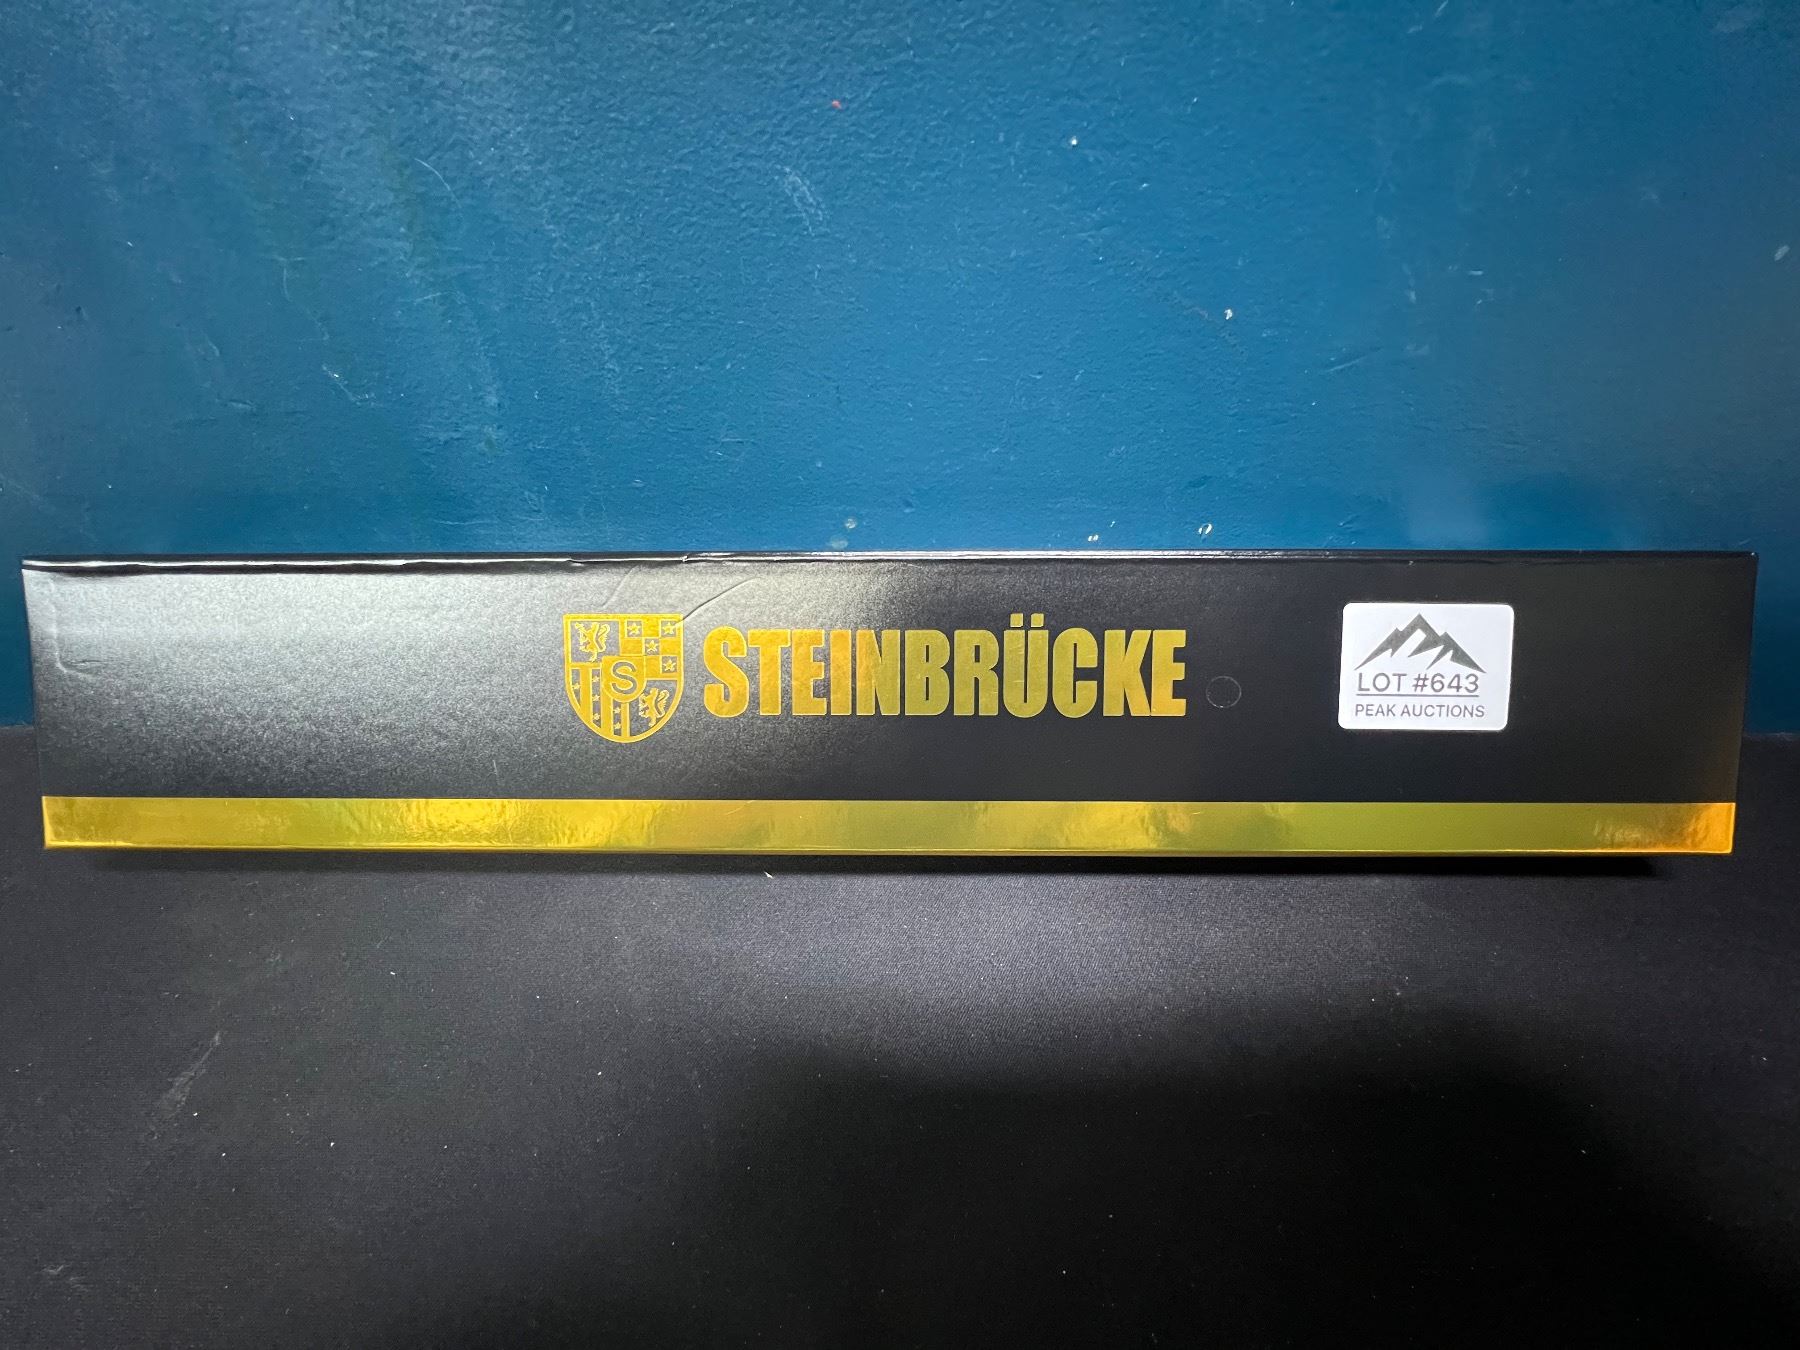 S
STEINBRÜCKE
LOT #643
PEAK AUCTIONS